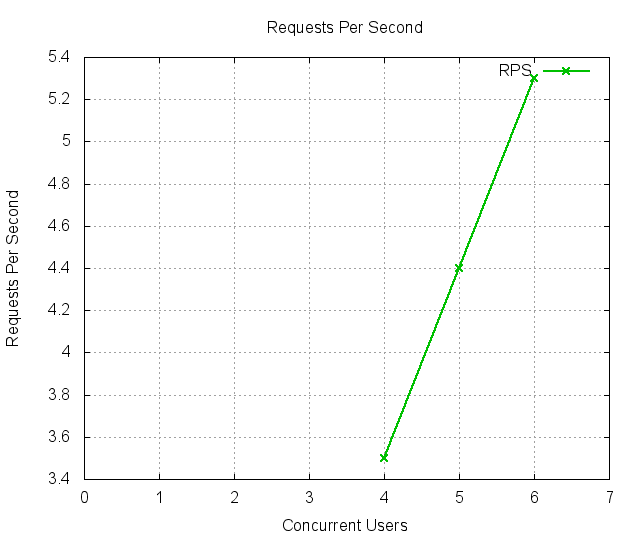 Requests Per Second
5.4
RPS
5.2
5
4.8
4.6
4.4
4.2
4
3.8
3.6
3.4
Requests Per Second
0 1 2 3 4 5 6 7
Concurrent Users